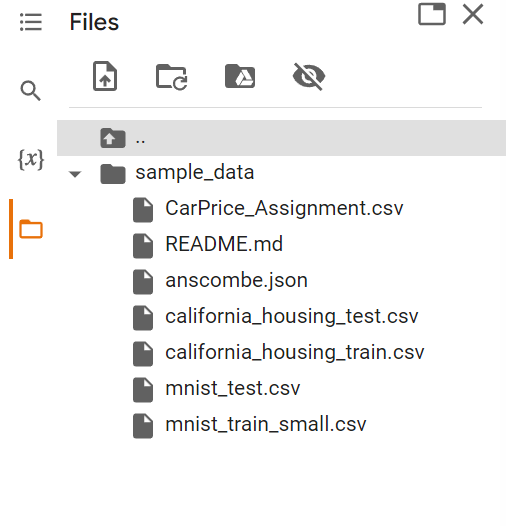 Files
{x}
..
sample_data
CarPrice_Assignment.csv
README.md
anscombe.json
california_housing_test.csv
california_housing_train.csv
mnist_test.csv
mnist_train_small.csv